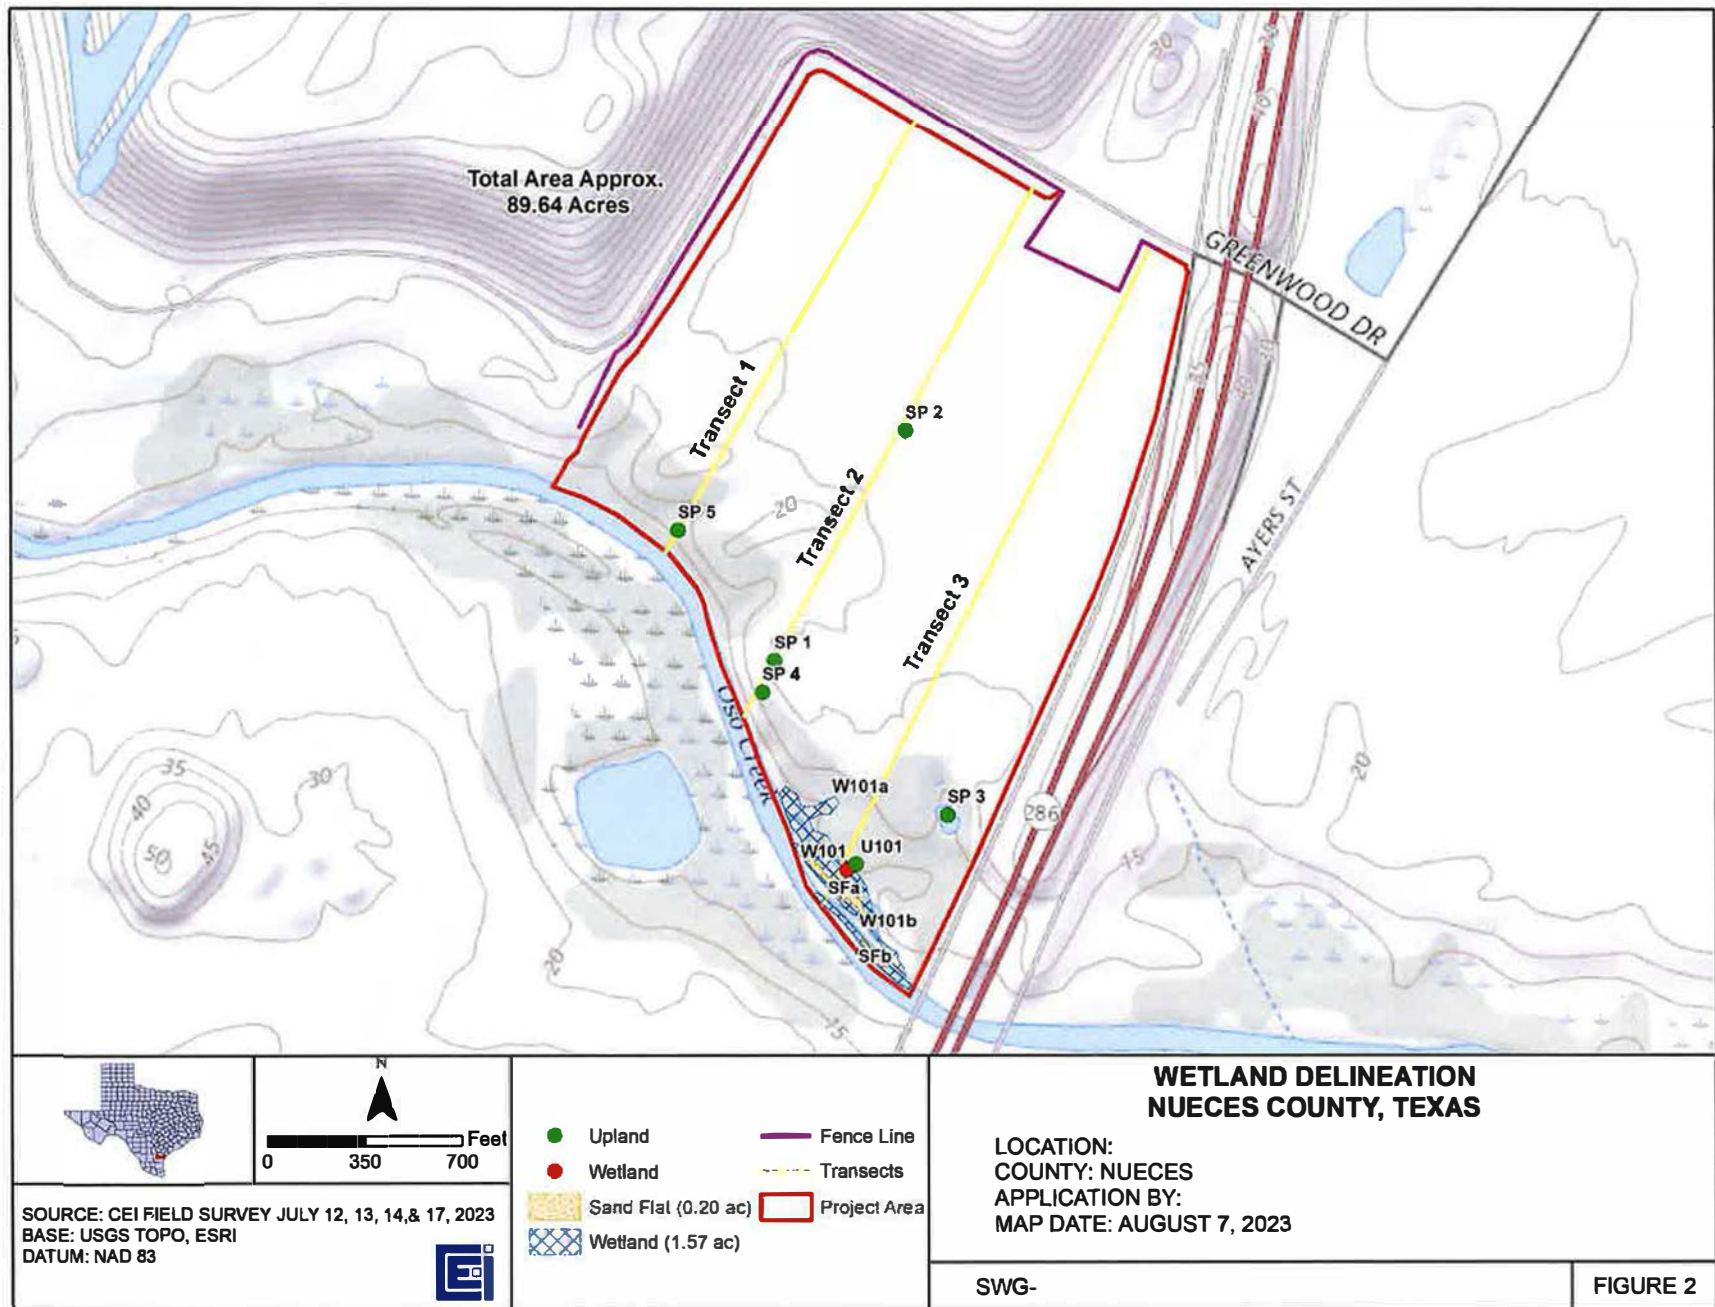 20
25
40
Total Area Approx.
89.64 Acres
GREENWOOD DR
Transect 1
SP 2
35
20
SP 5
Transect 2
AYERS ST
Transect 3
SP 1
SP 4
Oso Creek
35
30
40
50
45
W101a
SP 3
286
20
15
W101
U101
SFa
W101b
SFb
20
15
N
Feet
0 350 700
SOURCE: CEI FIELD SURVEY JULY 12, 13, 14,& 17, 2023
BASE: USGS TOPO, ESRI
DATUM: NAD 83
Upland
Wetland
Sand Flat (0.20 ac)
Wetland (1.57 ac)
Fence Line
Transects
Project Area
WETLAND DELINEATION
NUECES COUNTY, TEXAS
LOCATION:
COUNTY: NUECES
APPLICATION BY:
MAP DATE: AUGUST 7, 2023
SWG-
FIGURE 2